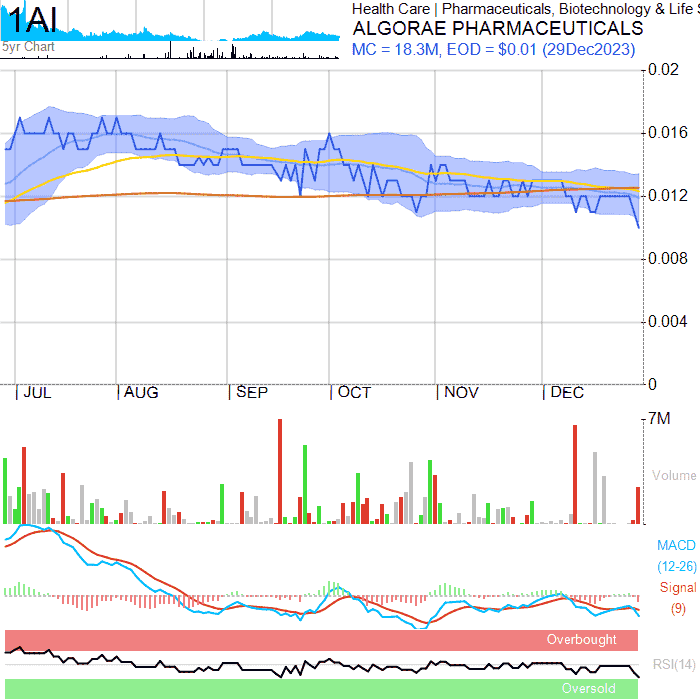 1AI
5yr Chart
Health Care | Pharmaceuticals, Biotechnology & Life S
ALGORAE PHARMACEUTICALS
MC = 18.3M, EOD = $0.01 (29Dec2023)
0.02
0.016
0.012
0.008
0.004
0
| JUL | AUG | SEP | OCT | NOV | DEC
7M
Volume
MACD
(12-26)
Signal
(9)
Overbought
RSI(14)
Oversold